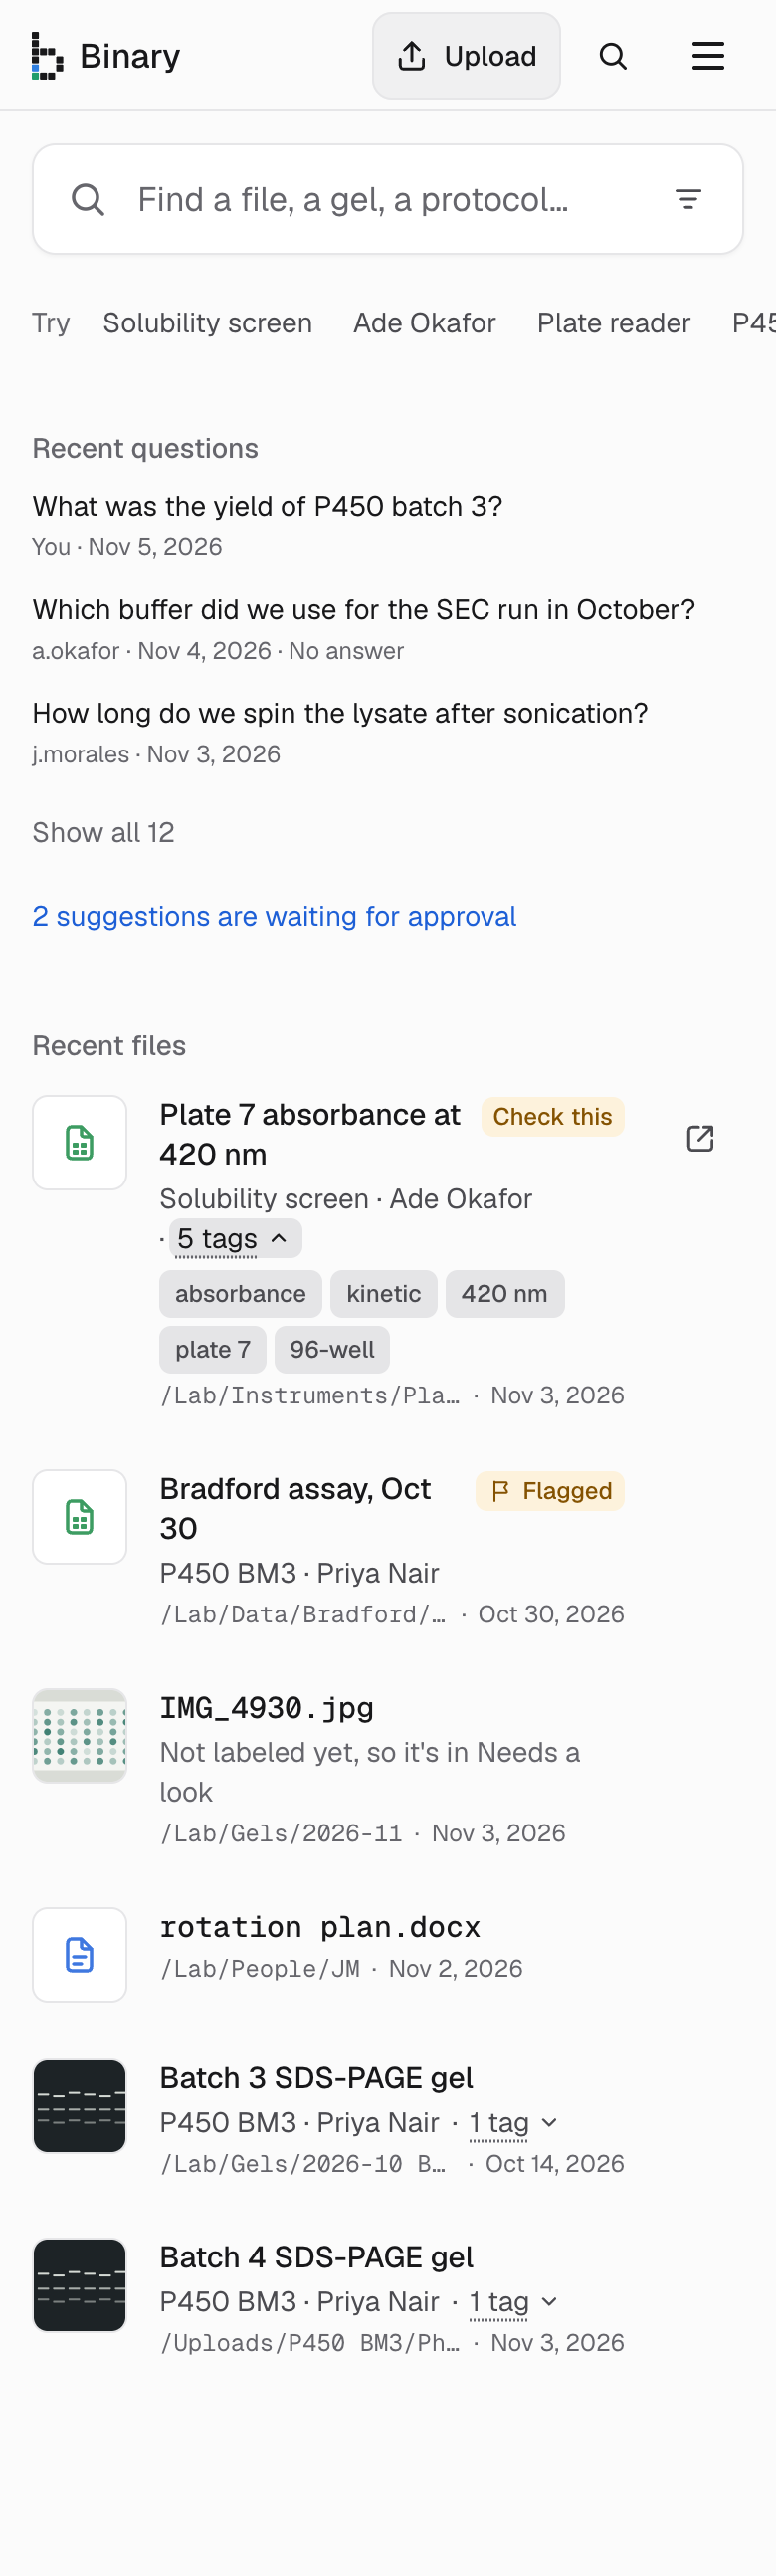 Binary
Upload
Find a file, a gel, a protocol...
Try Solubility screen Ade Okafor Plate reader P45
Recent questions
What was the yield of P450 batch 3?
You · Nov 5, 2026
Which buffer did we use for the SEC run in October?
a.okafor · Nov 4, 2026 · No answer
How long do we spin the lysate after sonication?
j.morales · Nov 3, 2026
Show all 12
2 suggestions are waiting for approval
Recent files
Plate 7 absorbance at Check this
420 nm
Solubility screen · Ade Okafor
· 5 tags
absorbance kinetic 420 nm
plate 7 96-well
/Lab/Instruments/Pla… · Nov 3, 2026
Bradford assay, Oct Flagged
30
P450 BM3 · Priya Nair
/Lab/Data/Bradford/… · Oct 30, 2026
IMG_4930.jpg
Not labeled yet, so it's in Needs a
look
/Lab/Gels/2026-11 · Nov 3, 2026
rotation plan.docx
/Lab/People/JM · Nov 2, 2026
Batch 3 SDS-PAGE gel
P450 BM3 · Priya Nair · 1 tag
/Lab/Gels/2026-10 B… · Oct 14, 2026
Batch 4 SDS-PAGE gel
P450 BM3 · Priya Nair · 1 tag
/Uploads/P450 BM3/Ph… · Nov 3, 2026